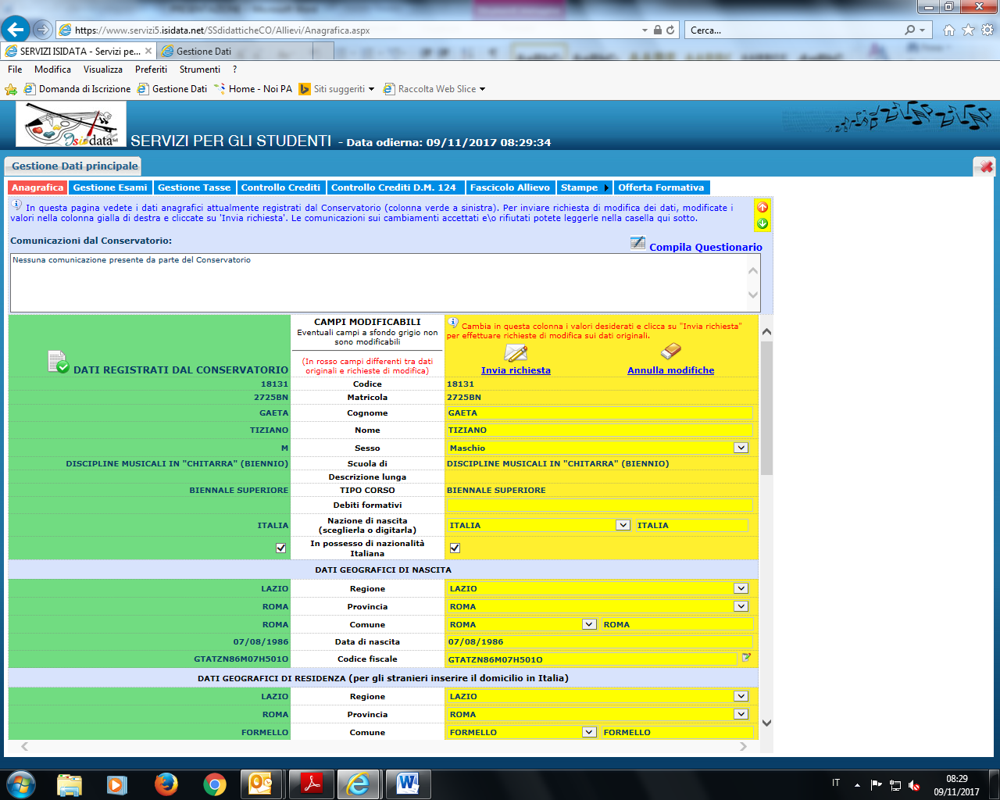 https://www.servizi5.isidata.net/SSdidatticheCO/Allievi/Anagrafica.aspx
Cerca...
SERVIZI ISIDATA - Servizi pe...
Gestione Dati
File Modifica Visualizza Preferiti Strumenti ?
Domanda di Iscrizione Gestione Dati Home - Noi PA Siti suggeriti Raccolta Web Slice
Isidata Srl SERVIZI PER GLI STUDENTI - Data odierna: 09/11/2017 08:29:34
Gestione Dati principale
Anagrafica Gestione Esami Gestione Tasse Controllo Crediti Controllo Crediti D.M. 124 Fascicolo Allievo Stampe Offerta Formativa
In questa pagina vedete i dati anagrafici attualmente registrati dal Conservatorio (colonna verde a sinistra). Per inviare richiesta di modifica dei dati, modificate i
valori nella colonna gialla di destra e cliccate su 'Invia richiesta'. Le comunicazioni sui cambiamenti accettati e\o rifiutati potete leggerle nella casella qui sotto.
Comunicazioni dal Conservatorio:
Compila Questionario
Nessuna comunicazione presente da parte del Conservatorio
DATI REGISTRATI DAL CONSERVATORIO
CAMPI MODIFICABILI
Eventuali campi a sfondo grigio non
sono modificabili
(In rosso campi differenti tra dati
originali e richieste di modifica)
Cambia in questa colonna i valori desiderati e clicca su "Invia richiesta"
per effettuare richieste di modifica sui dati originali.
Invia richiesta Annulla modifiche
18131 Codice 18131
2725BN Matricola 2725BN
GAETA Cognome GAETA
TIZIANO Nome TIZIANO
M Sesso Maschio
DISCIPLINE MUSICALI IN "CHITARRA" (BIENNIO) Scuola di DISCIPLINE MUSICALI IN "CHITARRA" (BIENNIO)
Descrizione lunga
BIENNALE SUPERIORE TIPO CORSO BIENNALE SUPERIORE
Debiti formativi
ITALIA Nazione di nascita
(sceglierla o digitarla) ITALIA ITALIA
In possesso di nazionalità
Italiana
DATI GEOGRAFICI DI NASCITA
LAZIO Regione LAZIO
ROMA Provincia ROMA
ROMA Comune ROMA ROMA
07/08/1986 Data di nascita 07/08/1986
GTATZN86M07H501O Codice fiscale GTATZN86M07H501O
DATI GEOGRAFICI DI RESIDENZA (per gli stranieri inserire il domicilio in Italia)
LAZIO Regione LAZIO
ROMA Provincia ROMA
FORMELLO Comune FORMELLO FORMELLO
IT
08:29
09/11/2017